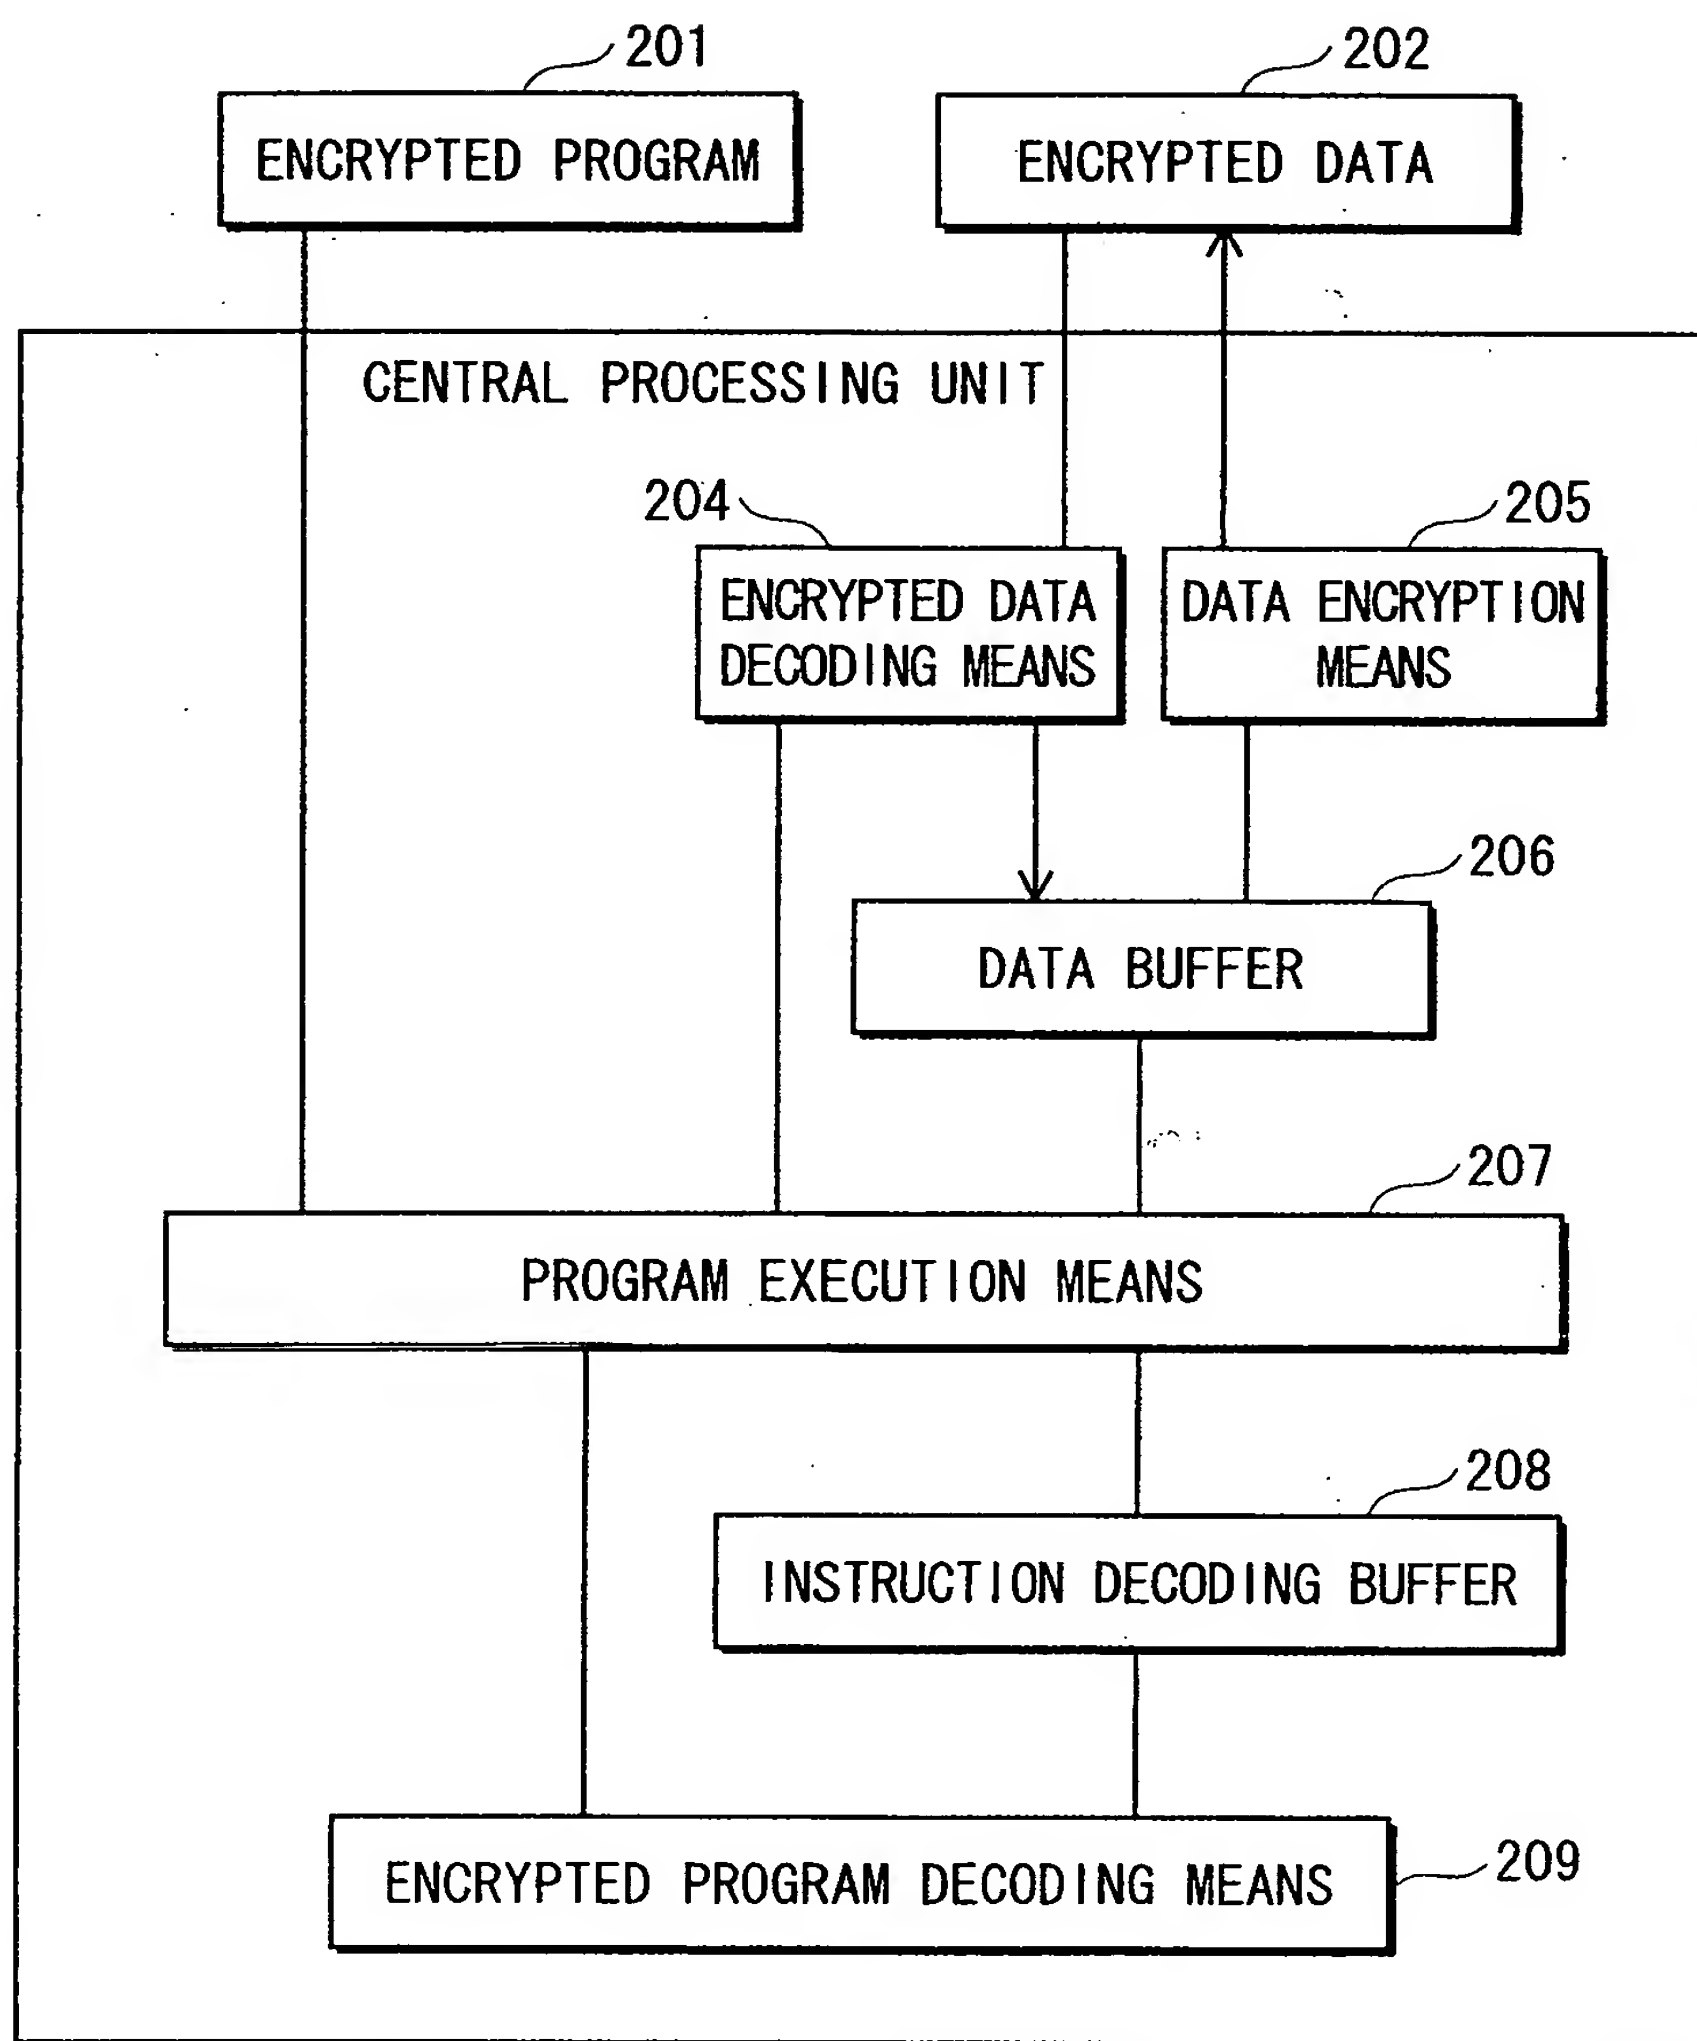 201
202
ENCRYPTED PROGRAM
ENCRYPTED DATA
CENTRAL PROCESSING UNIT
204
205
ENCRYPTED DATA
DECODING MEANS
DATA ENCRYPTION
MEANS
206
DATA BUFFER
207
PROGRAM EXECUTION MEANS
208
INSTRUCTION DECODING BUFFER
ENCRYPTED PROGRAM DECODING MEANS
209